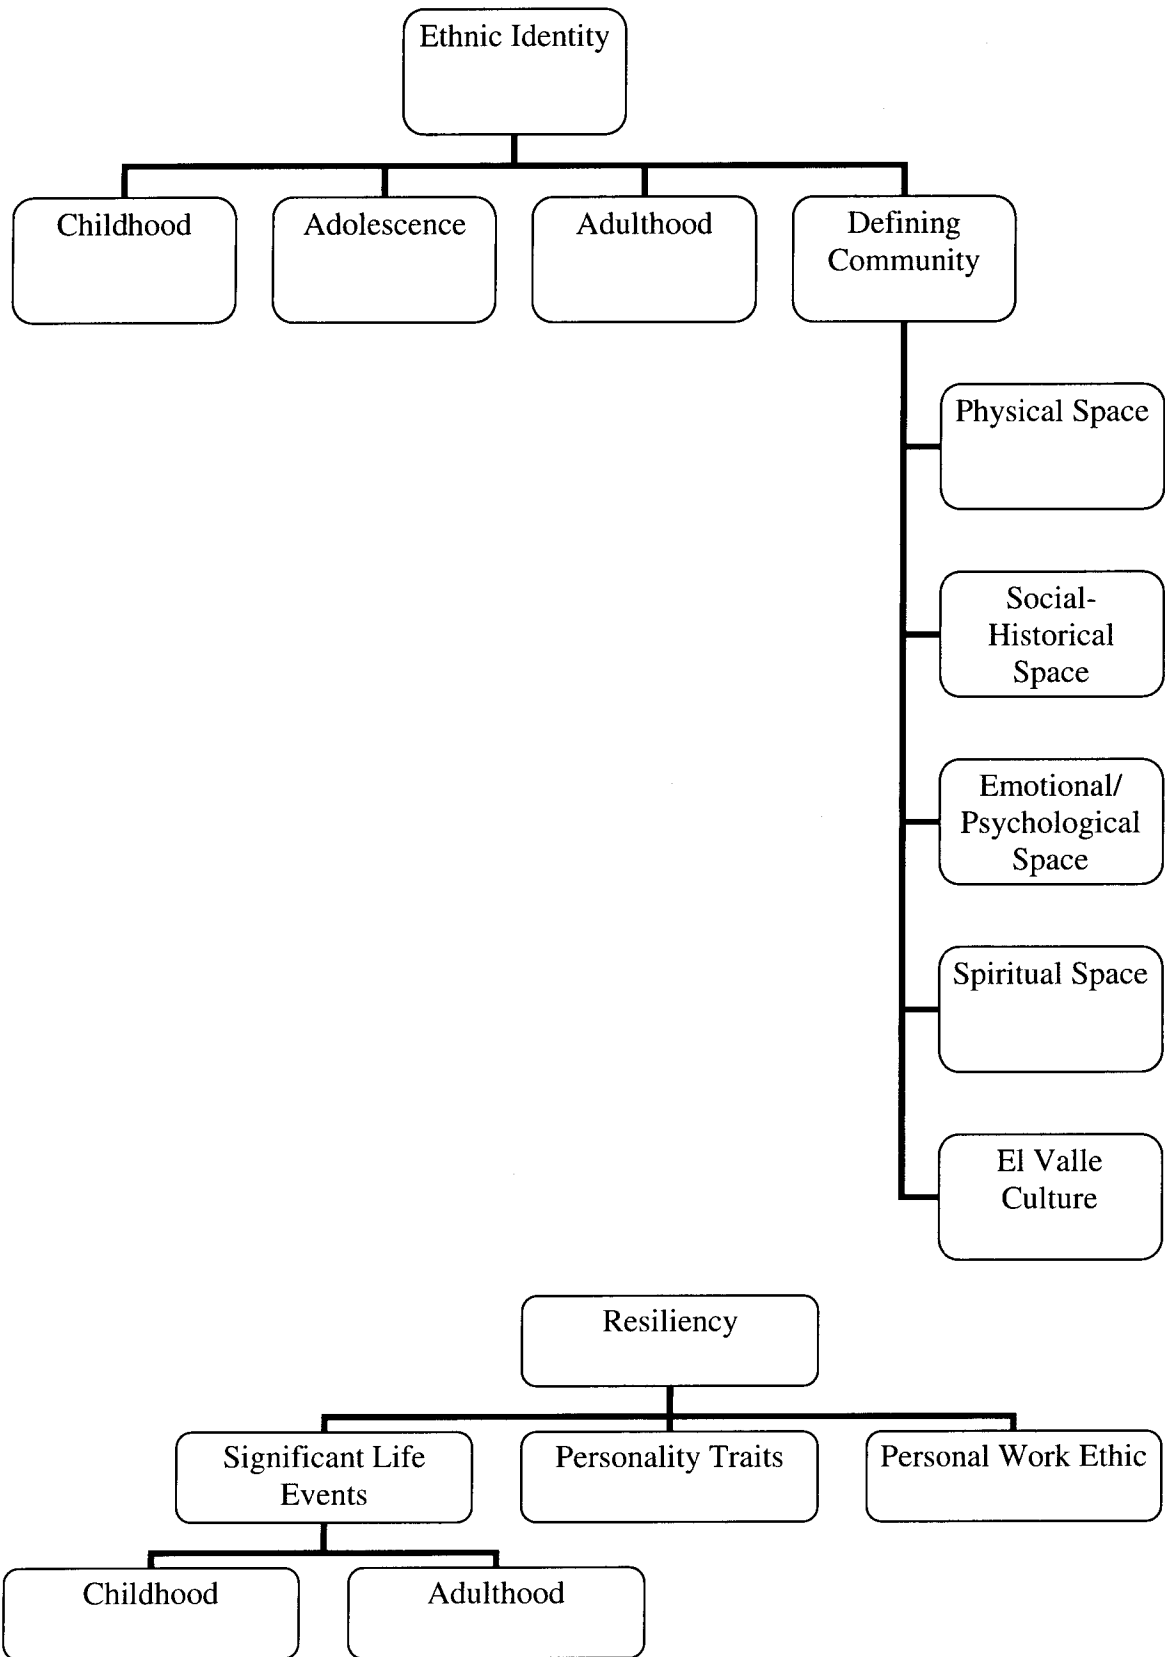 Ethnic Identity
Childhood
Adolescence
Adulthood
Defining
Community
Physical Space
Social-
Historical
Space
Emotional/
Psychological
Space
Spiritual Space
El Valle
Culture
Resiliency
Significant Life
Events
Personality Traits
Personal Work Ethic
Childhood
Adulthood